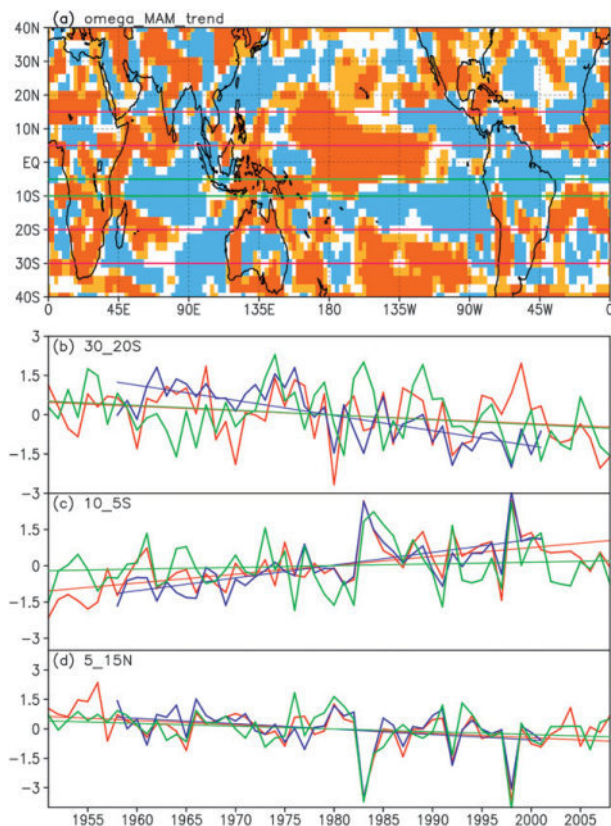 (a) omega_MAM_trend
40N
30N
20N
10N
EQ
10S
20S
30S
40S
0 45E 90E 135E 180 135W 90W 45W 0
(b) 30_20S
3
1.5
0
-1.5
-3
(c) 10_5S
1.5
0
-1.5
-3
(d) 5_15N
1.5
0
-1.5
-3
1955 1960 1965 1970 1975 1980 1985 1990 1995 2000 2005